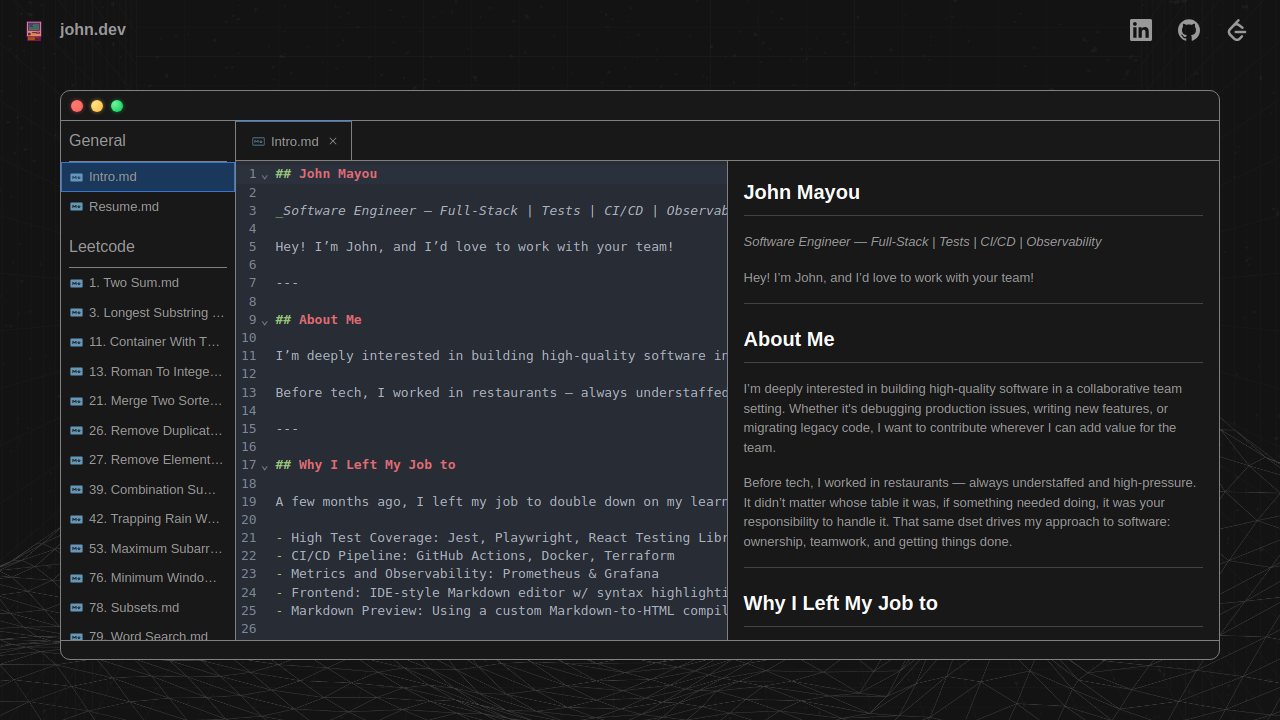 john.dev
General
Intro.md
Resume.md
Leetcode
1. Two Sum.md
3. Longest Substring ...
11. Container With T...
13. Roman To Intege...
21. Merge Two Sorte...
26. Remove Duplicat...
27. Remove Element...
39. Combination Su...
42. Trapping Rain W...
53. Maximum Subarr...
76. Minimum Windo...
78. Subsets.md
79. Word Search.md
Intro.md ×
1 ## John Mayou
2
3 _Software Engineer — Full-Stack | Tests | CI/CD | Observab
4
5 Hey! I’m John, and I’d love to work with your team!
6
7 ---
8
9 ## About Me
10
11 I’m deeply interested in building high-quality software in
12
13 Before tech, I worked in restaurants — always understaffed
14
15 ---
16
17 ## Why I Left My Job to
18
19 A few months ago, I left my job to double down on my learn
20
21 - High Test Coverage: Jest, Playwright, React Testing Libr
22 - CI/CD Pipeline: GitHub Actions, Docker, Terraform
23 - Metrics and Observability: Prometheus & Grafana
24 - Frontend: IDE-style Markdown editor w/ syntax highlighti
25 - Markdown Preview: Using a custom Markdown-to-HTML compil
26
John Mayou
Software Engineer — Full-Stack | Tests | CI/CD | Observability
Hey! I’m John, and I’d love to work with your team!
About Me
I’m deeply interested in building high-quality software in a collaborative team
setting. Whether it's debugging production issues, writing new features, or
migrating legacy code, I want to contribute wherever I can add value for the
team.
Before tech, I worked in restaurants — always understaffed and high-pressure.
It didn’t matter whose table it was, if something needed doing, it was your
responsibility to handle it. That same dset drives my approach to software:
ownership, teamwork, and getting things done.
Why I Left My Job to